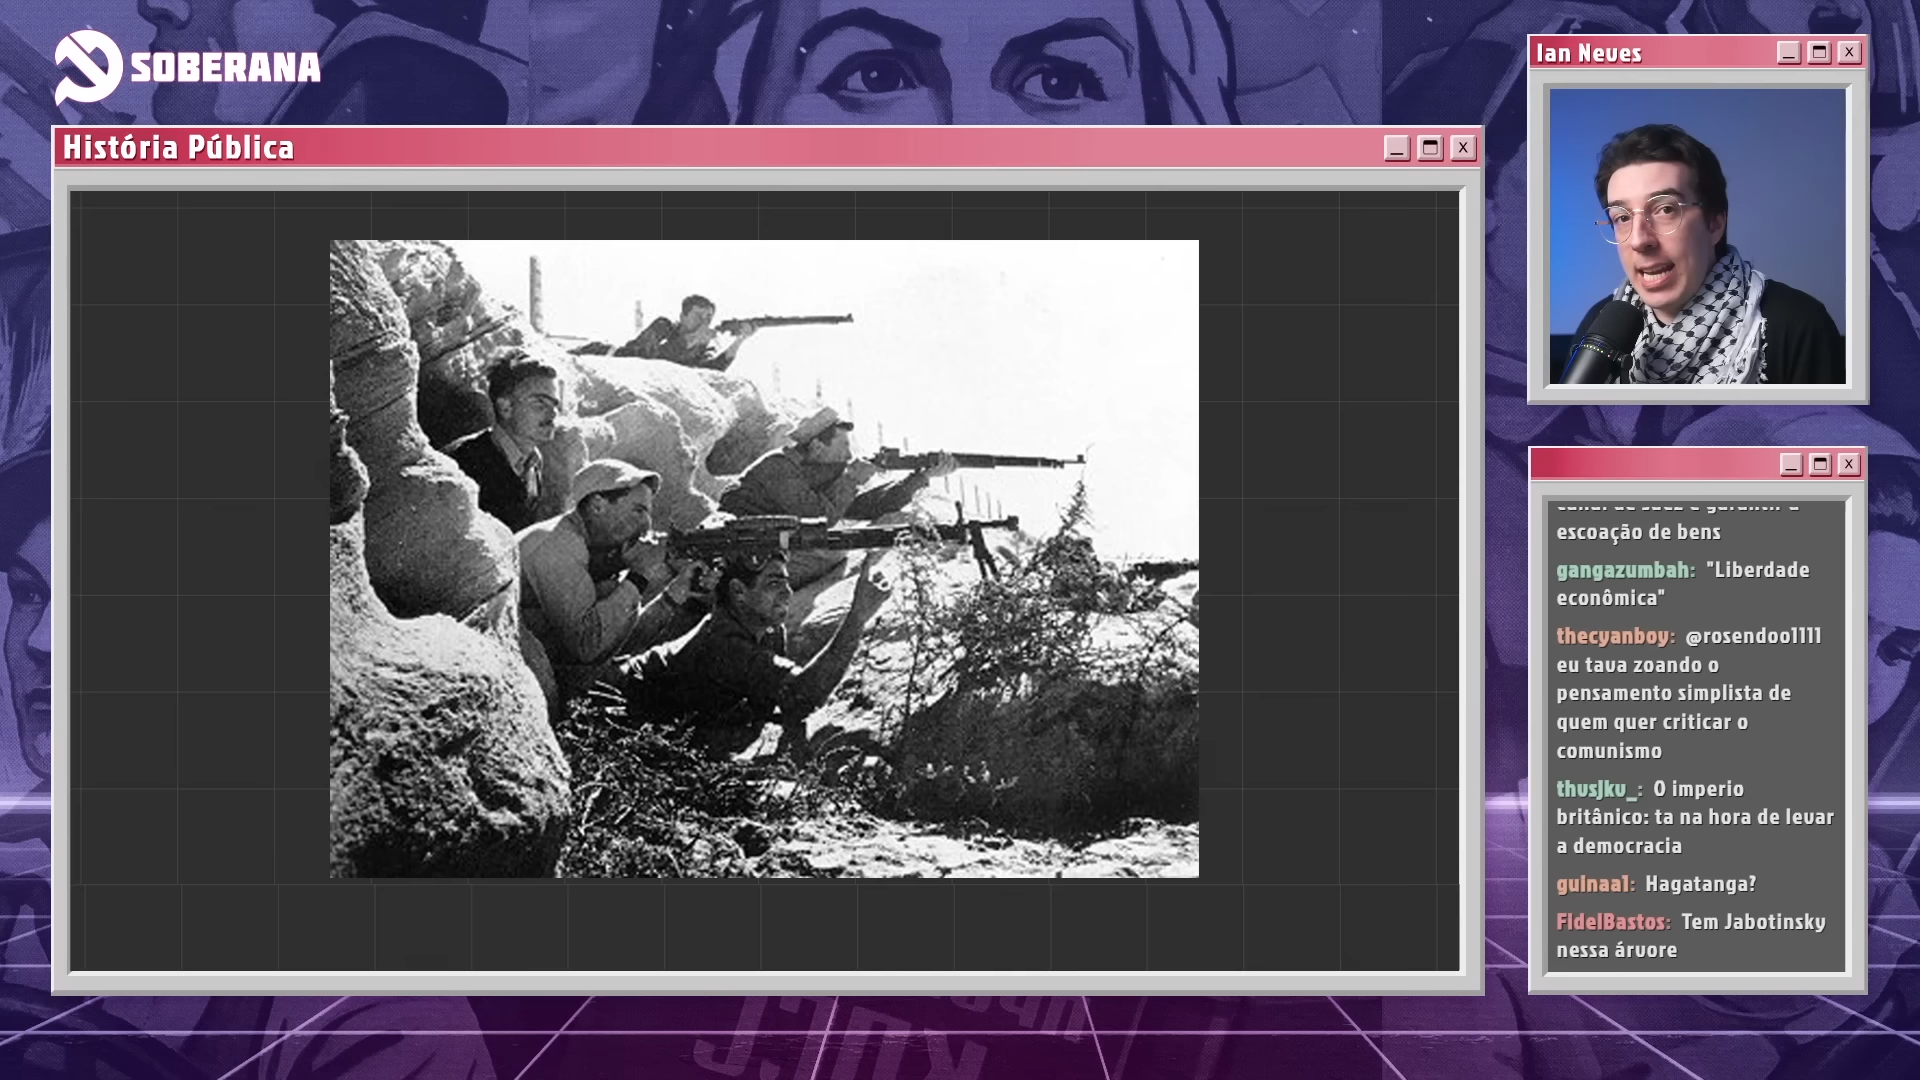 SOBERANA
História Pública
Ian Neves
escoação de bens
gangazumbah: "Liberdade
econômica"
thecyanboy: @rosendoo1111
eu tava zoando o
pensamento simplista de
quem quer criticar o
comunismo
thusjku_: O imperio
britânico: ta na hora de levar
a democracia
guinaa1: Hagatanga?
FidelBastos: Tem Jabotinsky
nessa árvore